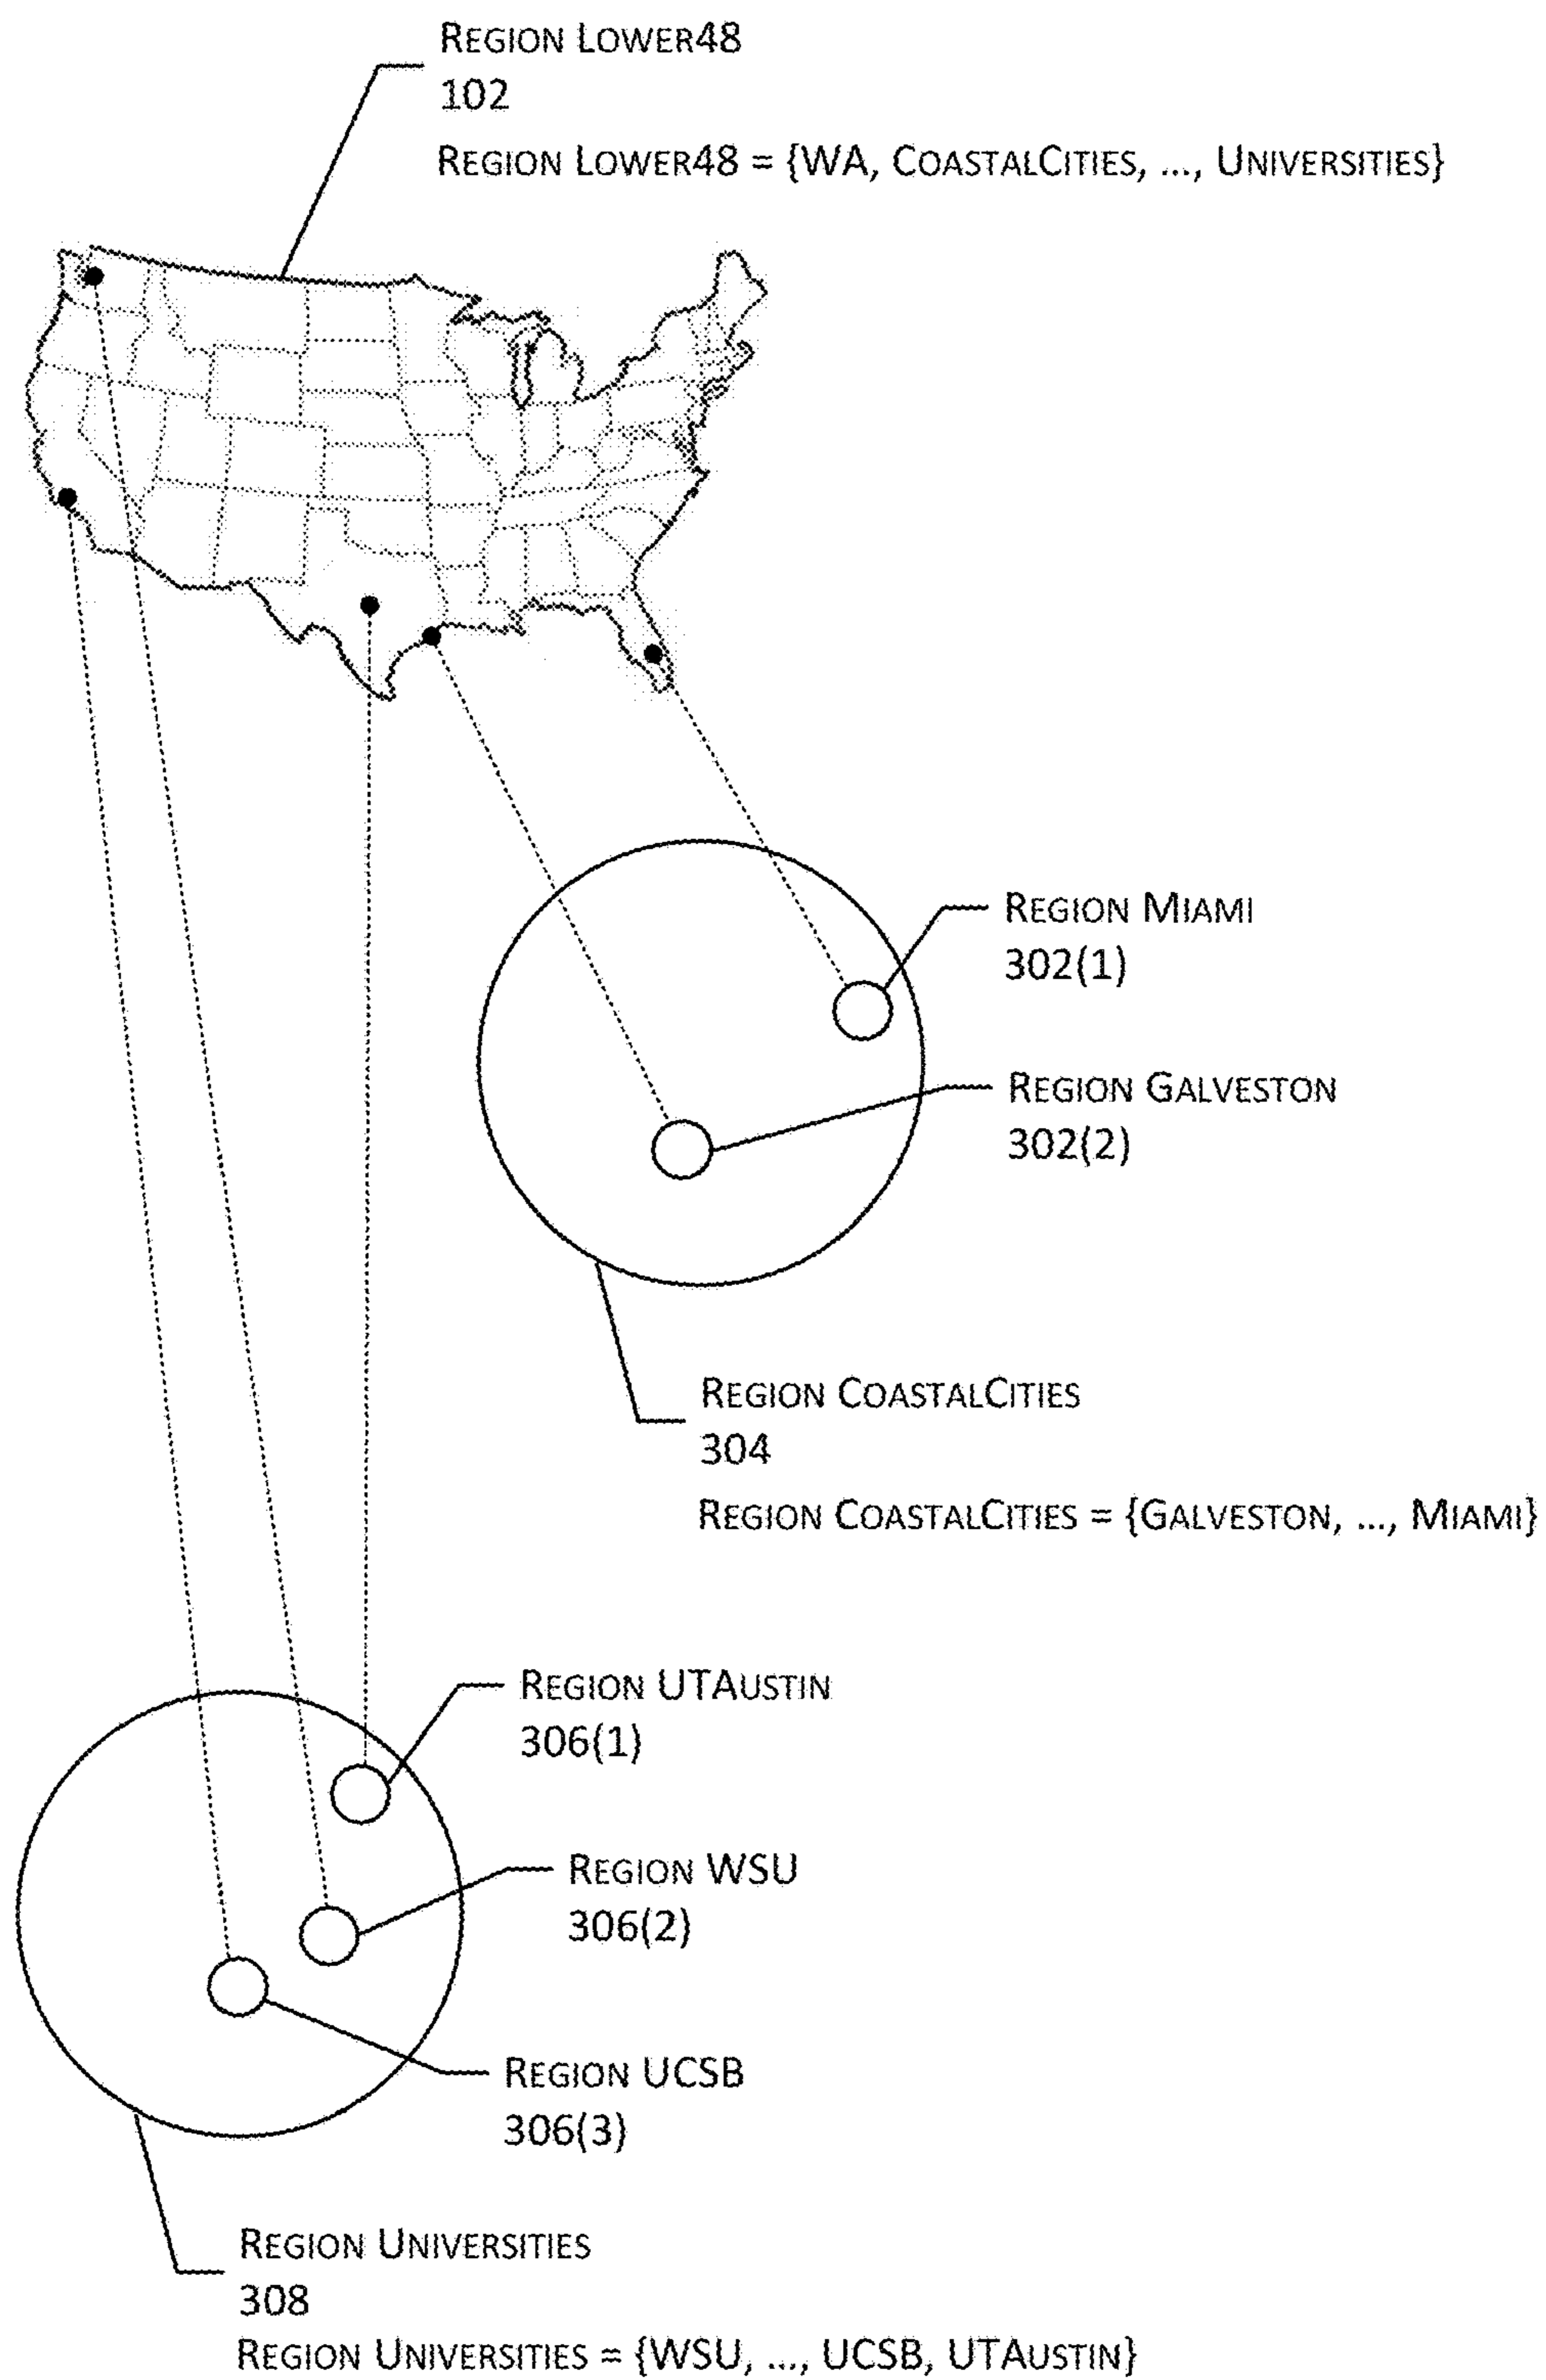 Region Lower48
102
Region Lower48 = {WA, CoastalCities, ..., Universities}
Region Miami
302(1)
Region Galveston
302(2)
Region CoastalCities
304
Region CoastalCities = {Galveston, ..., Miami}
Region UTAustin
306(1)
Region WSU
306(2)
Region UCSB
306(3)
Region Universities
308
Region Universities = {WSU, ..., UCSB, UTAustin}